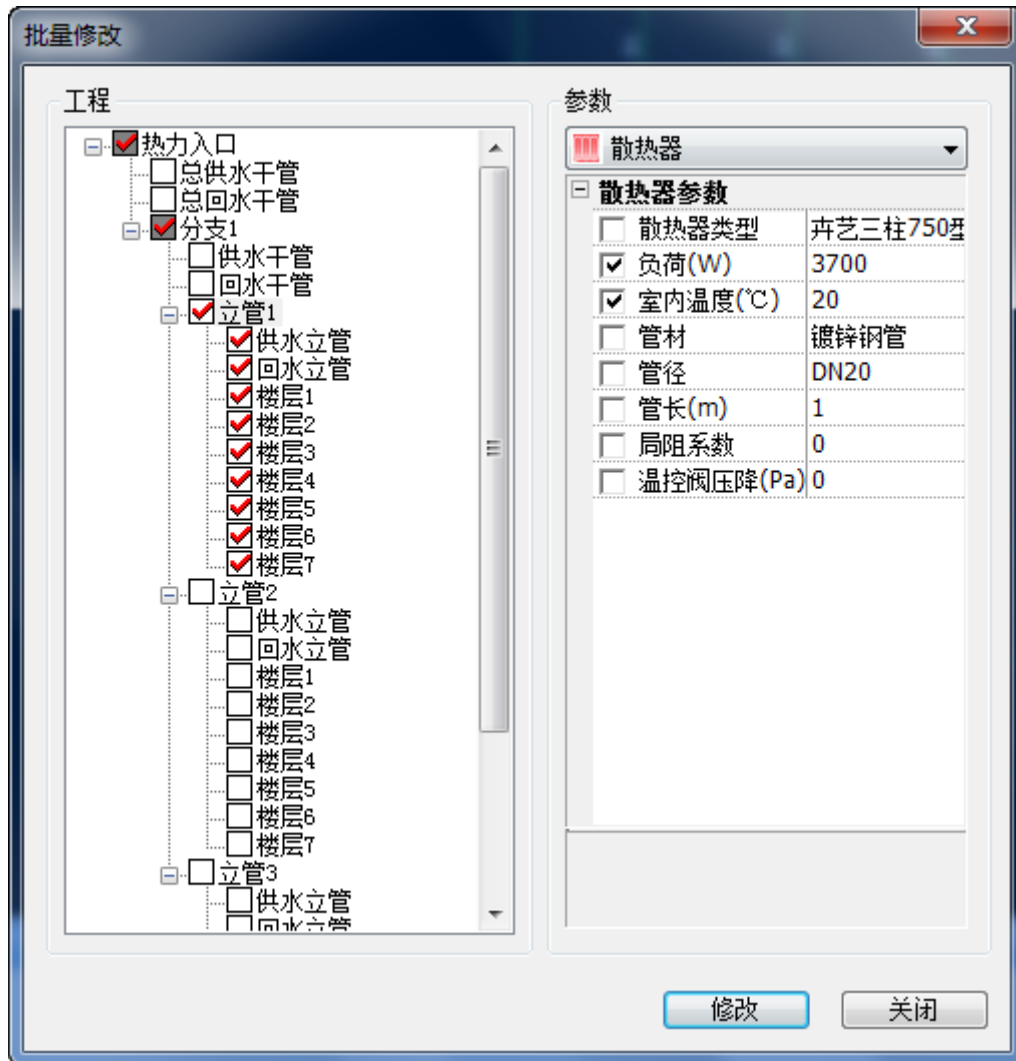 批量修改
工程
热力入口
总供水干管
总回水干管
分支1
供水干管
回水干管
立管1
供水立管
回水立管
楼层1
楼层2
楼层3
楼层4
楼层5
楼层6
楼层7
立管2
供水立管
回水立管
楼层1
楼层2
楼层3
楼层4
楼层5
楼层6
楼层7
立管3
供水立管
回水立管
参数
散热器
散热器参数
散热器类型 卉艺三柱750型
负荷(W) 3700
室内温度(℃) 20
管材 镀锌钢管
管径 DN20
管长(m) 1
局阻系数 0
温控阀压降(Pa) 0
修改 关闭